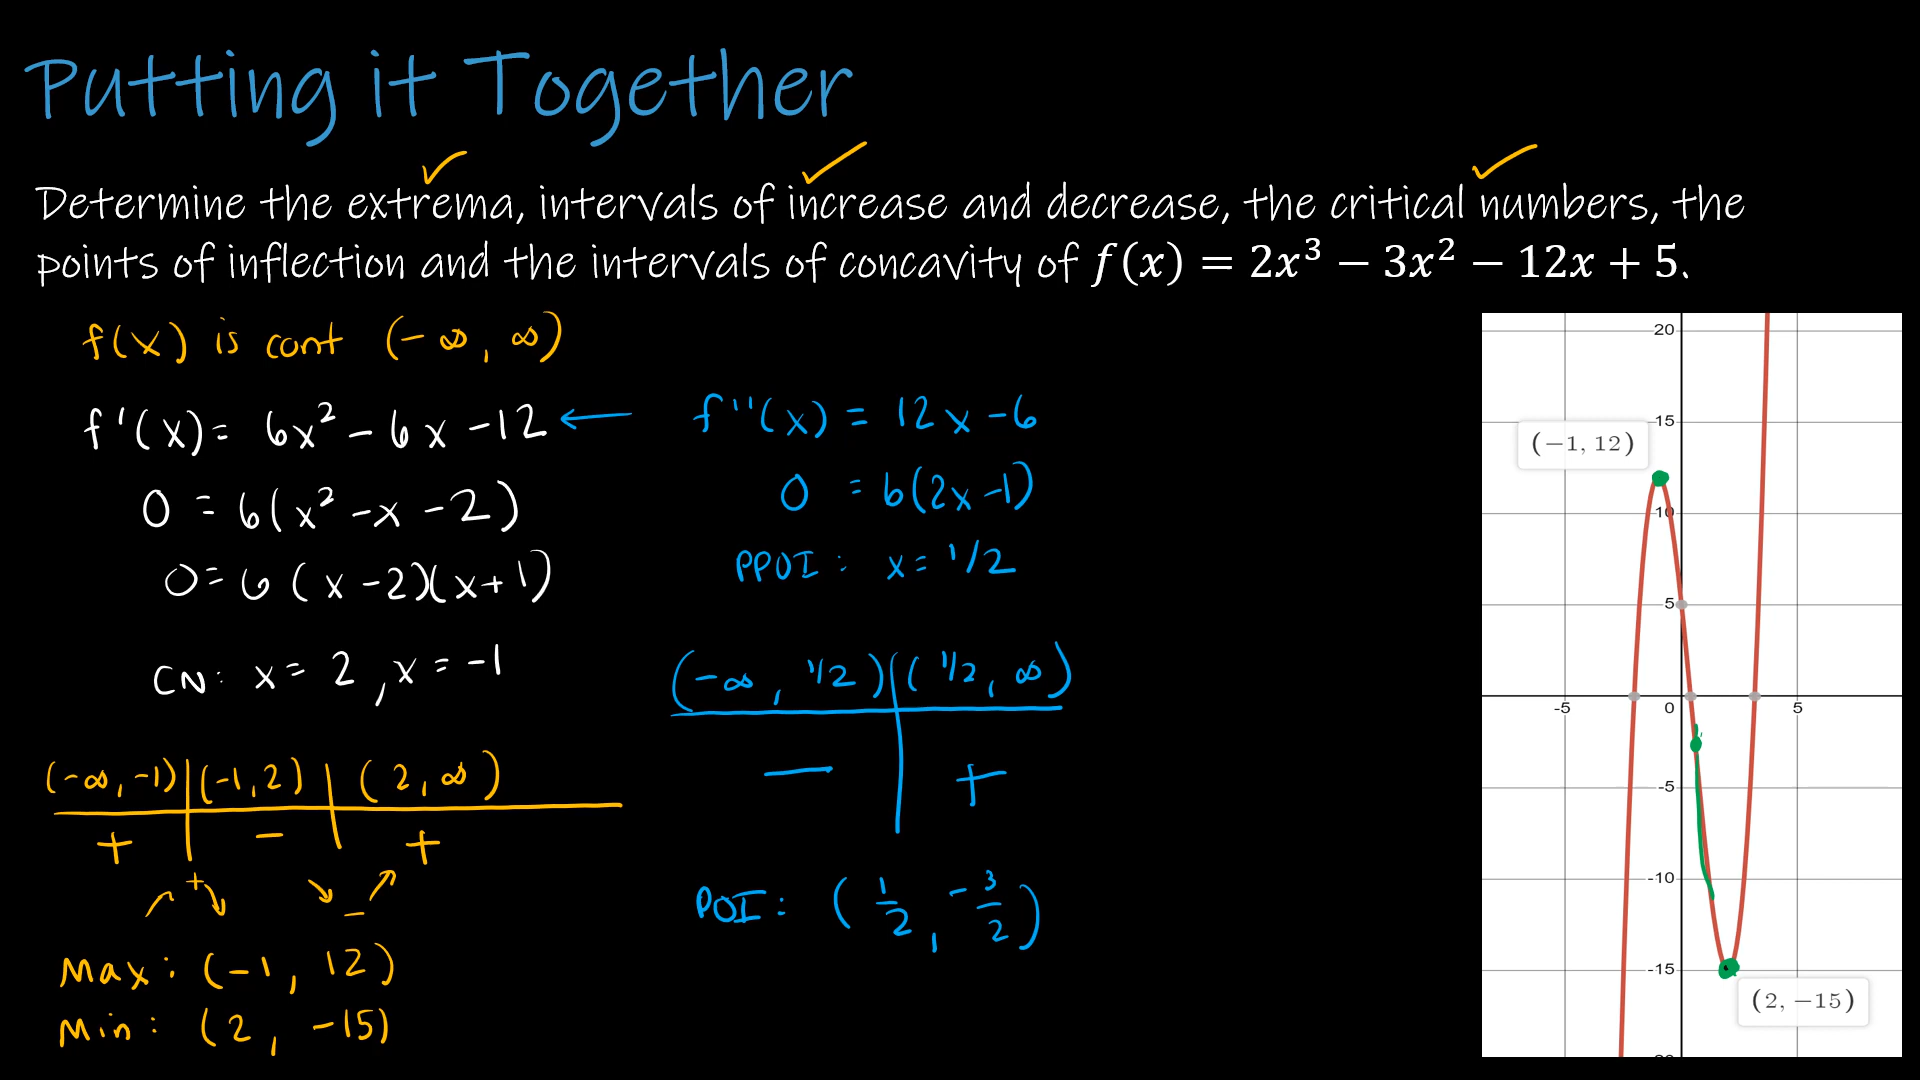 Putting it Together
Determine the extrema, intervals of increase and decrease, the critical numbers, the
points of inflection and the intervals of concavity of f(x) = 2x³ − 3x² − 12x + 5.
f(x) is cont (-∞, ∞)
f'(x) = 6x² - 6x - 12 ←
0 = 6(x² - x - 2)
0 = 6(x - 2)(x + 1)
CN: x = 2, x = -1
(-∞, -1) | (-1, 2) | (2, ∞)
+ | - | +
+
-
Max: (-1, 12)
Min: (2, -15)
f''(x) = 12x - 6
0 = 6(2x - 1)
PPOI: x = 1/2
(-∞, 1/2) | (1/2, ∞)
- | +
POI: (1/2, -3/2)
20
15
(−1, 12)
10
5
-5 0 5
-5
-10
-15
(2, −15)